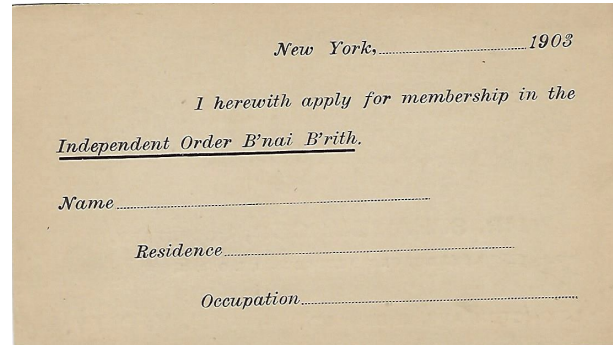 New York, 1903
I herewith apply for membership in the
Independent Order B'nai B'rith.
Name
Residence
Occupation